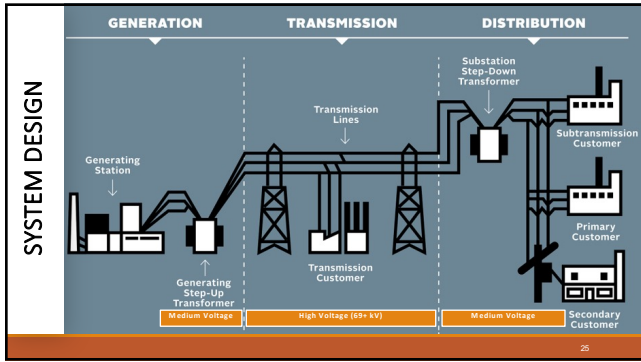 SYSTEM DESIGN
GENERATION
TRANSMISSION
DISTRIBUTION
Generating
Station
Generating
Step-Up
Transformer
Transmission
Lines
Transmission
Customer
Substation
Step-Down
Transformer
Subtransmission
Customer
Primary
Customer
Secondary
Customer
Medium Voltage
High Voltage (69+ kV)
Medium Voltage
25